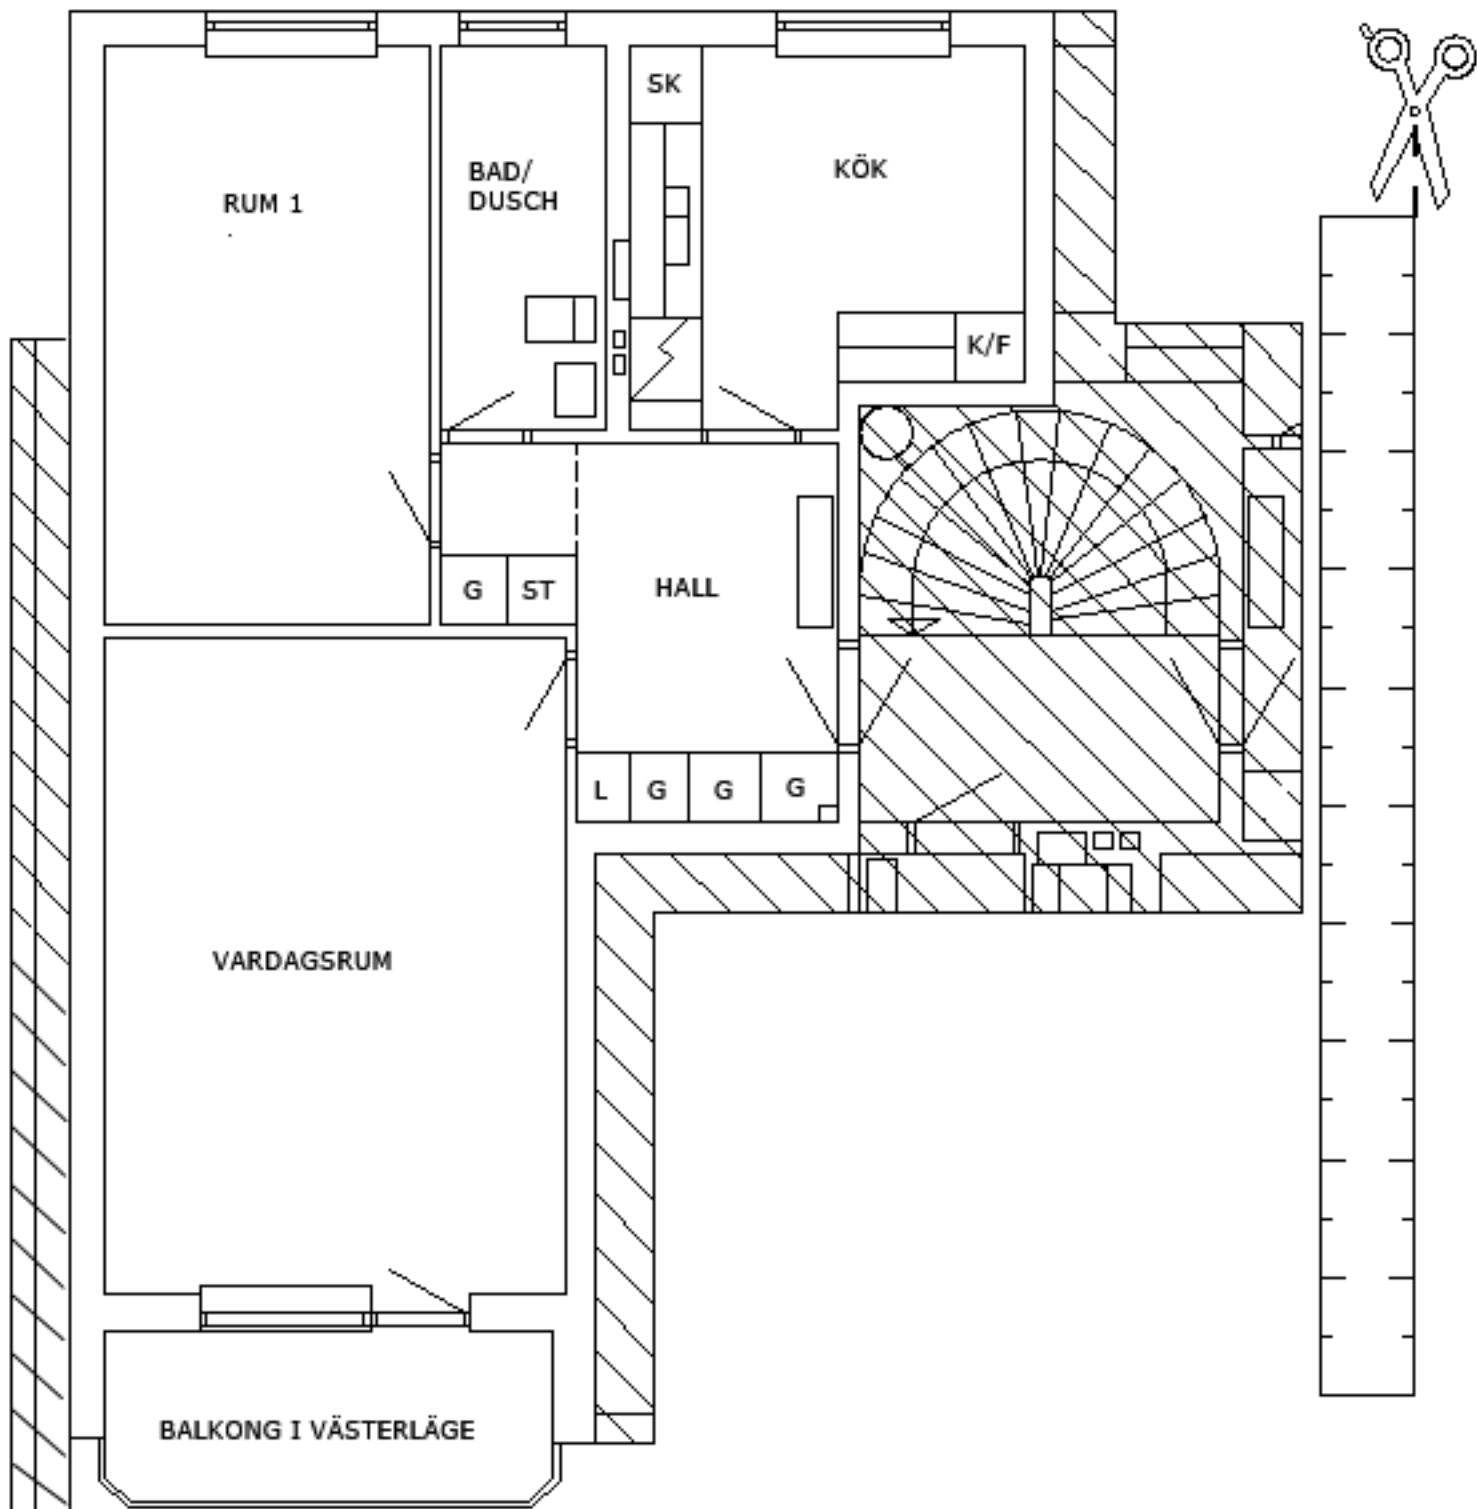 SK
BAD/
DUSCH
KÖK
RUM 1
K/F
G
ST
HALL
L
G
G
G
VARDAGSRUM
BALKONG I VÄSTERLÄGE